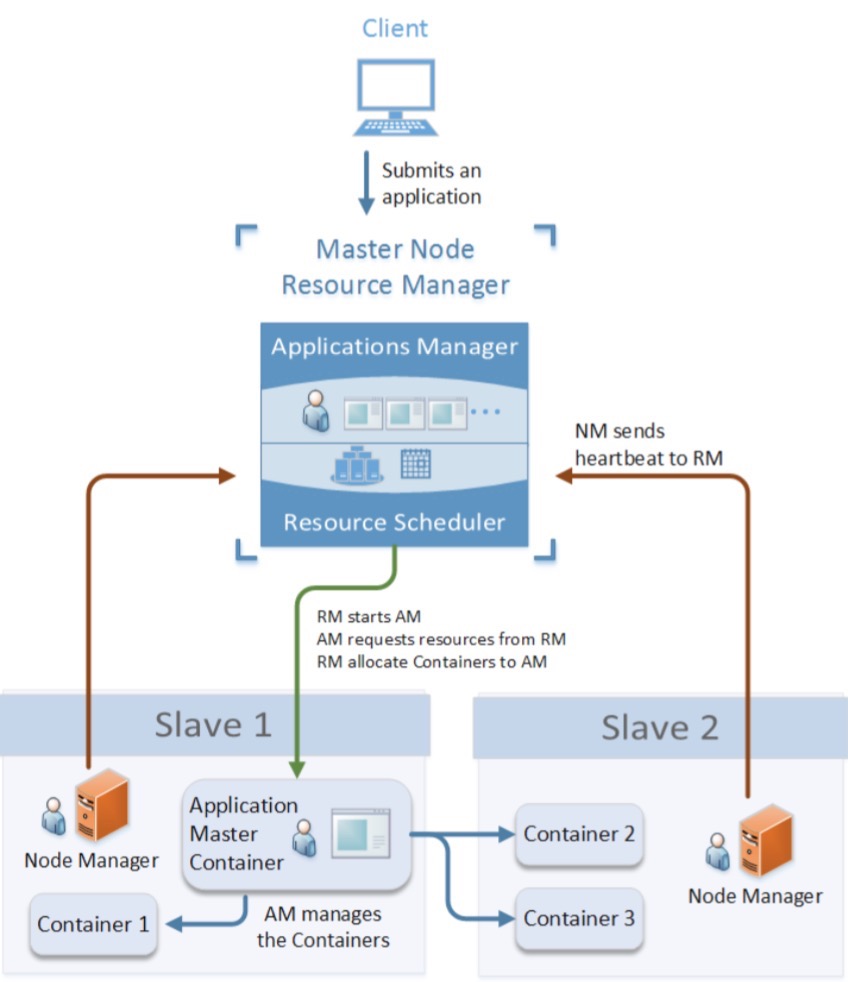 Client
Submits an
application
Master Node
Resource Manager
Applications Manager
Resource Scheduler
NM sends
heartbeat to RM
RM starts AM
AM requests resources from RM
RM allocate Containers to AM
Slave 1
Node Manager
Application
Master
Container
Container 1
AM manages
the Containers
Slave 2
Container 2
Container 3
Node Manager